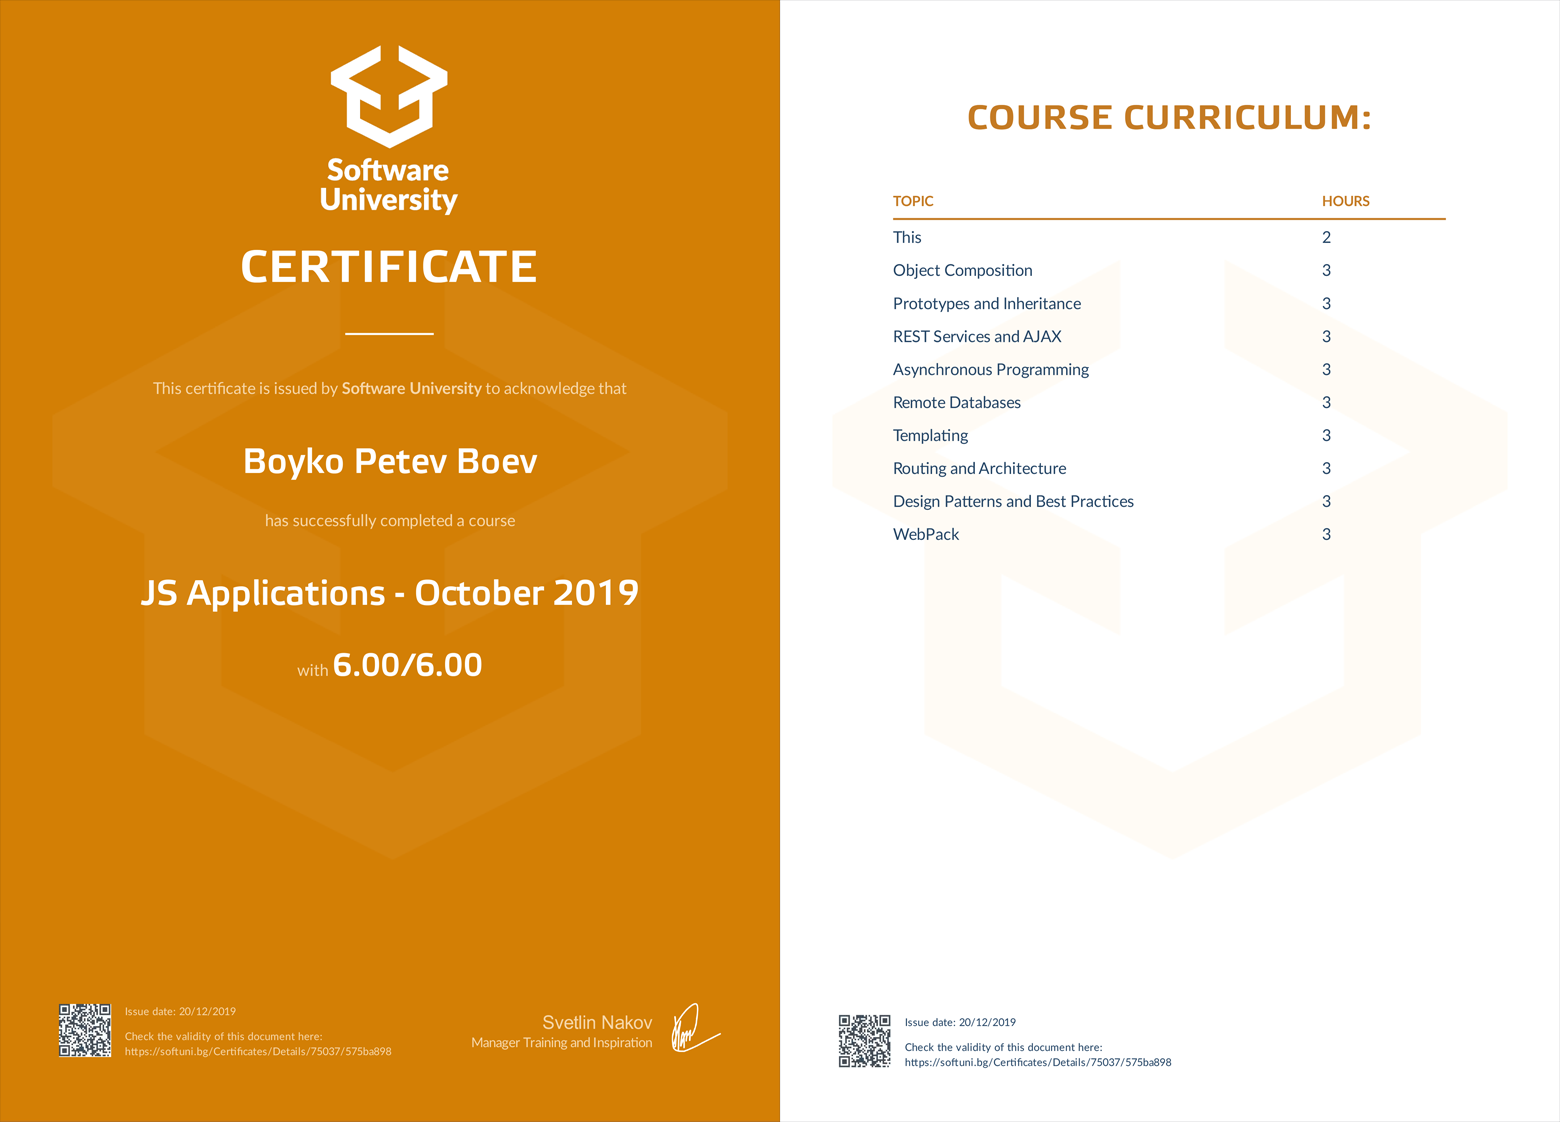 Software
University
CERTIFICATE
This certificate is issued by Software University to acknowledge that
Boyko Petev Boev
has successfully completed a course
JS Applications - October 2019
with 6.00/6.00
Issue date: 20/12/2019
Check the validity of this document here:
https://softuni.bg/Certificates/Details/75037/575ba898
Svetlin Nakov
Manager Training and Inspiration
COURSE CURRICULUM:
TOPIC HOURS
This 2
Object Composition 3
Prototypes and Inheritance 3
REST Services and AJAX 3
Asynchronous Programming 3
Remote Databases 3
Templating 3
Routing and Architecture 3
Design Patterns and Best Practices 3
WebPack 3
Issue date: 20/12/2019
Check the validity of this document here:
https://softuni.bg/Certificates/Details/75037/575ba898